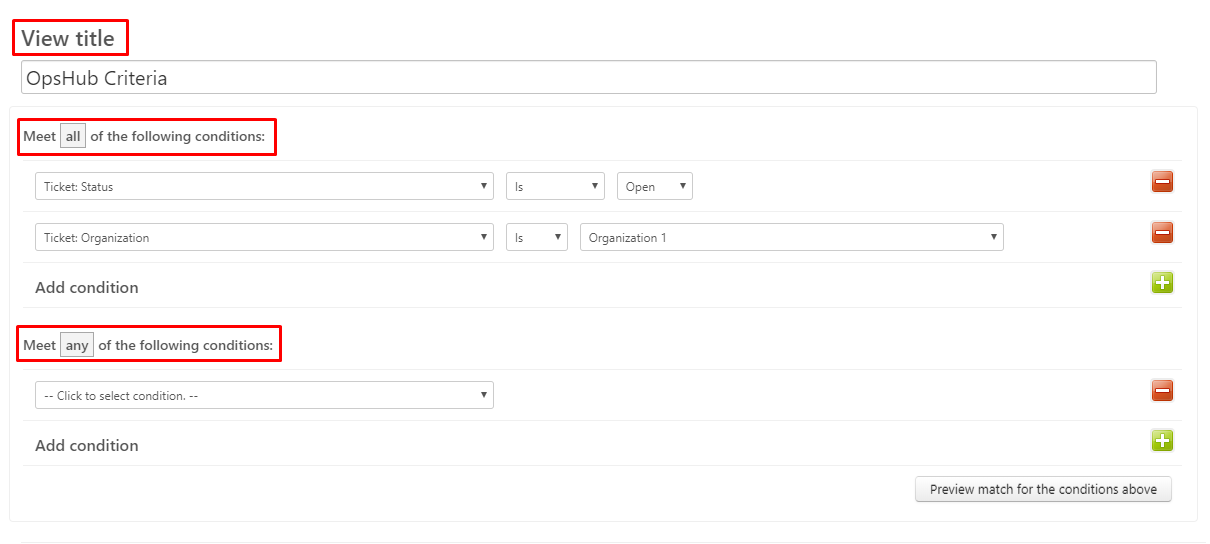 View title
OpsHub Criteria
Meet all of the following conditions:
Ticket: Status Is Open
Ticket: Organization Is Organization 1
Add condition
Meet any of the following conditions:
-- Click to select condition. --
Add condition
Preview match for the conditions above